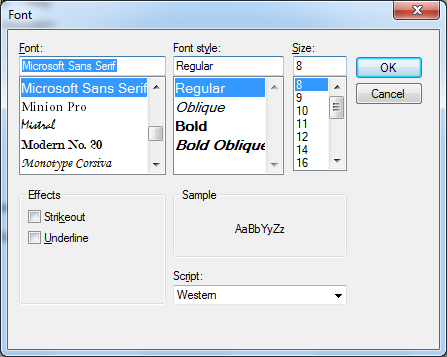 Font
Font:
Microsoft Sans Serif
Microsoft Sans Serif
Minion Pro
Mistral
Modern No. 20
Monotype Corsiva
Font style:
Regular
Regular
Oblique
Bold
Bold Oblique
Size:
8
8
9
10
11
12
14
16
OK
Cancel
Effects
Strikeout
Underline
Sample
AaBbYyZz
Script:
Western